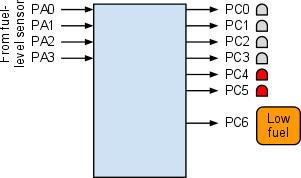 From fuel-
level sensor
PA0
PA1
PA2
PA3
PC0
PC1
PC2
PC3
PC4
PC5
PC6
Low
fuel